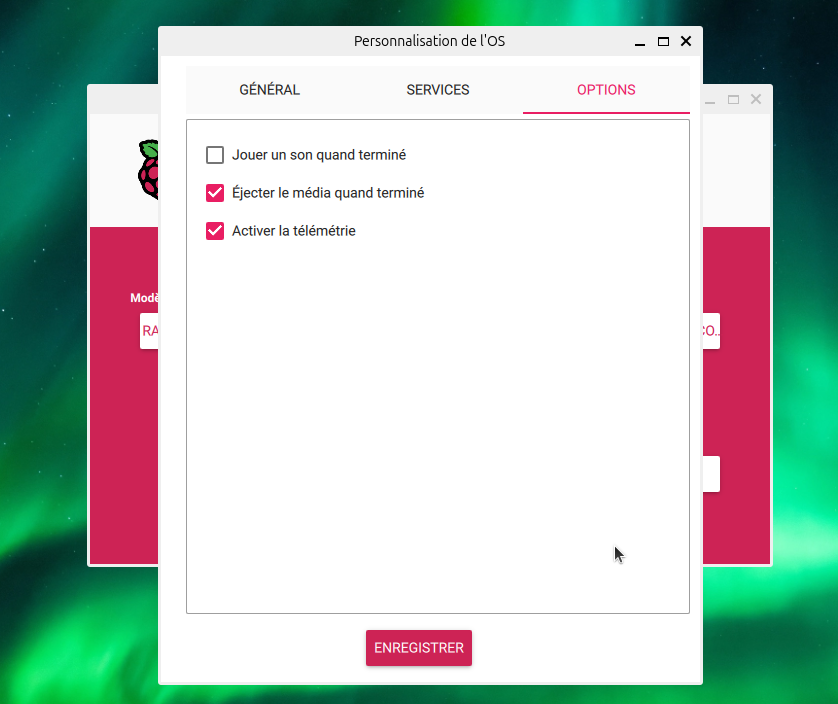 Personnalisation de l'OS
GÉNÉRAL SERVICES OPTIONS
Jouer un son quand terminé
Éjecter le média quand terminé
Activer la télémétrie
ENREGISTRER